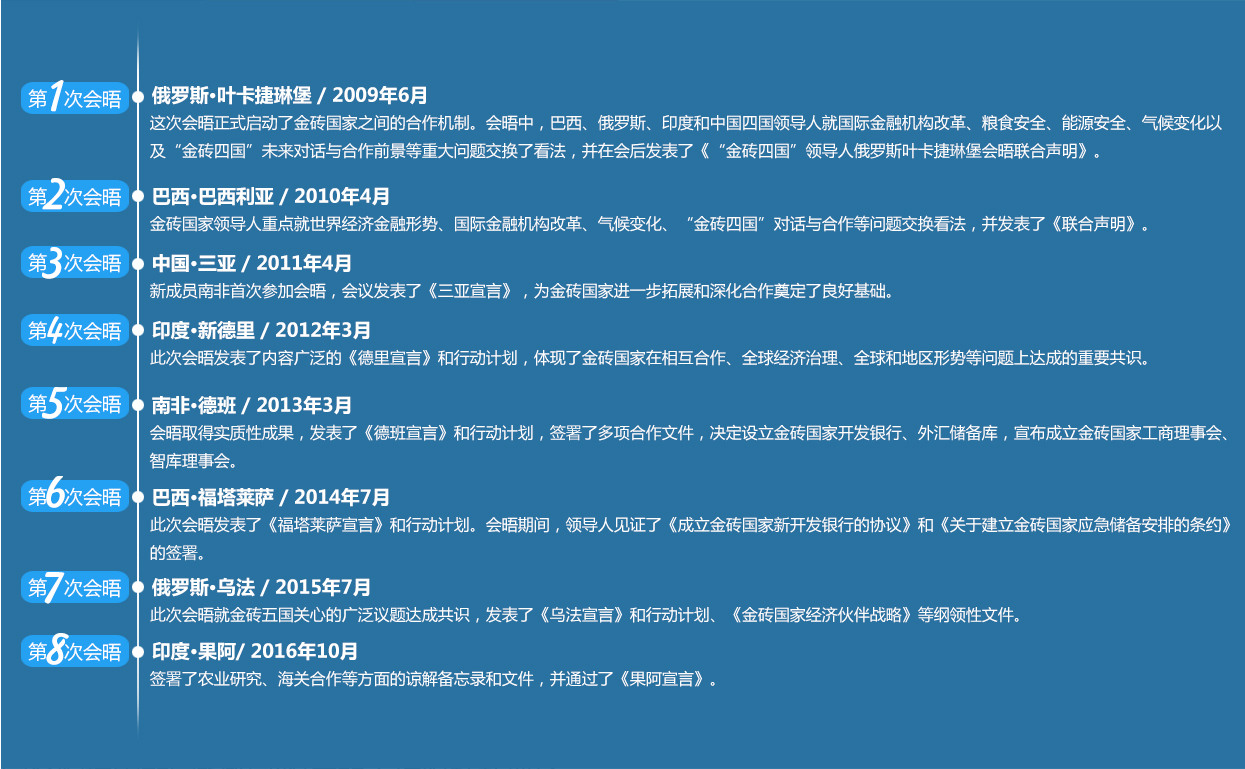 第1次会晤
俄罗斯·叶卡捷琳堡 / 2009年6月
这次会晤正式启动了金砖国家之间的合作机制。会晤中，巴西、俄罗斯、印度和中国四国领导人就国际金融机构改革、粮食安全、能源安全、气候变化以
及“金砖四国”未来对话与合作前景等重大问题交换了看法，并在会后发表了《“金砖四国”领导人俄罗斯叶卡捷琳堡会晤联合声明》。
第2次会晤
巴西·巴西利亚 / 2010年4月
金砖国家领导人重点就世界经济金融形势、国际金融机构改革、气候变化、“金砖四国”对话与合作等问题交换看法，并发表了《联合声明》。
第3次会晤
中国·三亚 / 2011年4月
新成员南非首次参加会晤，会议发表了《三亚宣言》，为金砖国家进一步拓展和深化合作奠定了良好基础。
第4次会晤
印度·新德里 / 2012年3月
此次会晤发表了内容广泛的《德里宣言》和行动计划，体现了金砖国家在相互合作、全球经济治理、全球和地区形势等问题上达成的重要共识。
第5次会晤
南非·德班 / 2013年3月
会晤取得实质性成果，发表了《德班宣言》和行动计划，签署了多项合作文件，决定设立金砖国家开发银行、外汇储备库，宣布成立金砖国家工商理事会、
智库理事会。
第6次会晤
巴西·福塔莱萨 / 2014年7月
此次会晤发表了《福塔莱萨宣言》和行动计划。会晤期间，领导人见证了《成立金砖国家新开发银行的协议》和《关于建立金砖国家应急储备安排的条约》
的签署。
第7次会晤
俄罗斯·乌法 / 2015年7月
此次会晤就金砖五国关心的广泛议题达成共识，发表了《乌法宣言》和行动计划、《金砖国家经济伙伴战略》等纲领性文件。
第8次会晤
印度·果阿/ 2016年10月
签署了农业研究、海关合作等方面的谅解备忘录和文件，并通过了《果阿宣言》。